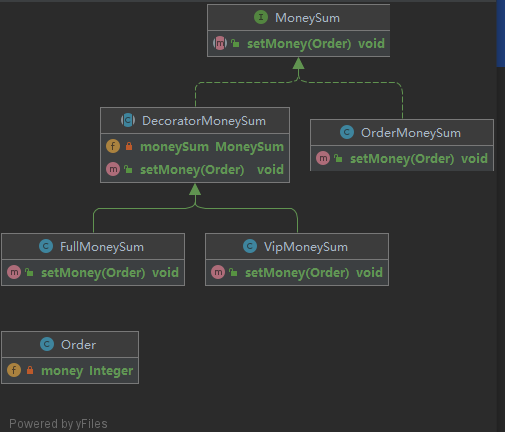 MoneySum
setMoney(Order) void
DecoratorMoneySum
moneySum MoneySum
setMoney(Order) void
OrderMoneySum
setMoney(Order) void
FullMoneySum
setMoney(Order) void
VipMoneySum
setMoney(Order) void
Order
money Integer
Powered by yFiles